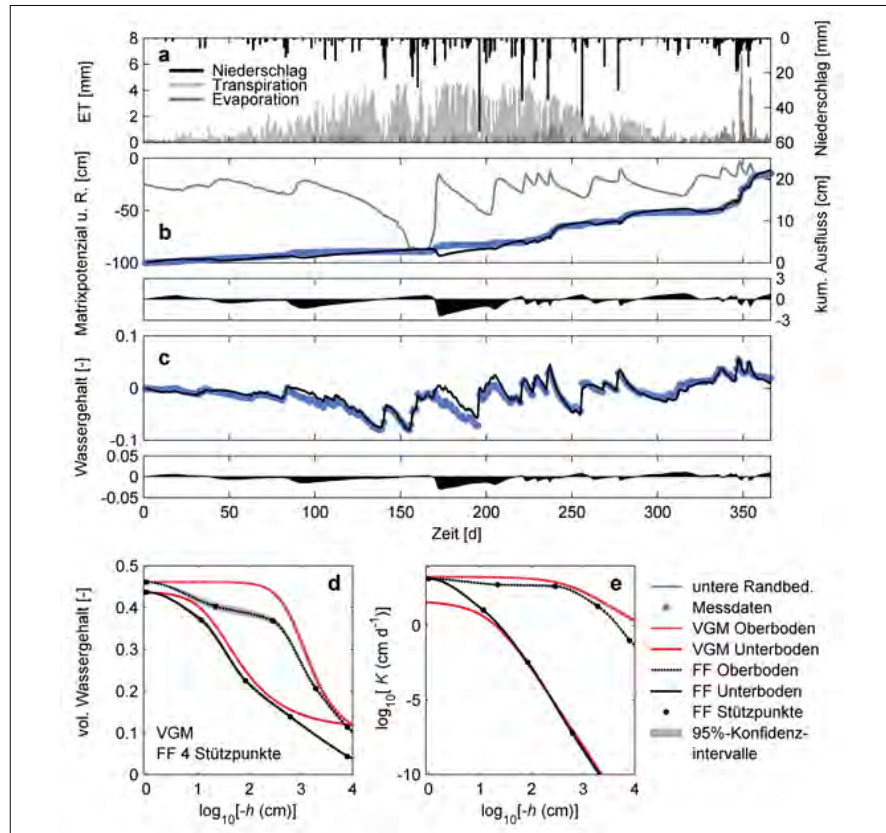 a
ET [mm]
8
6
4
2
0
Niederschlag
Transpiration
Evaporation
0
20
40
60
Niederschlag [mm]
Matrixpotenzial u. R. [cm]
0
-50
-100
b
20
10
0
kum. Ausfluss [cm]
3
0
-3
Wassergehalt [-]
0.1
0
-0.1
c
0.05
0
-0.05
0 50 100 150 200 250 300 350
Zeit [d]
vol. Wassergehalt [-]
0.5
0.4
0.3
0.2
0.1
0
d
VGM
FF 4 Stützpunkte
0 1 2 3 4
log10[-h (cm)]
log10[ K (cm d-1)]
0
-5
-10
e
0 1 2 3 4
log10[-h (cm)]
untere Randbed.
Messdaten
VGM Oberboden
VGM Unterboden
FF Oberboden
FF Unterboden
FF Stützpunkte
95%-Konfidenz-
intervalle